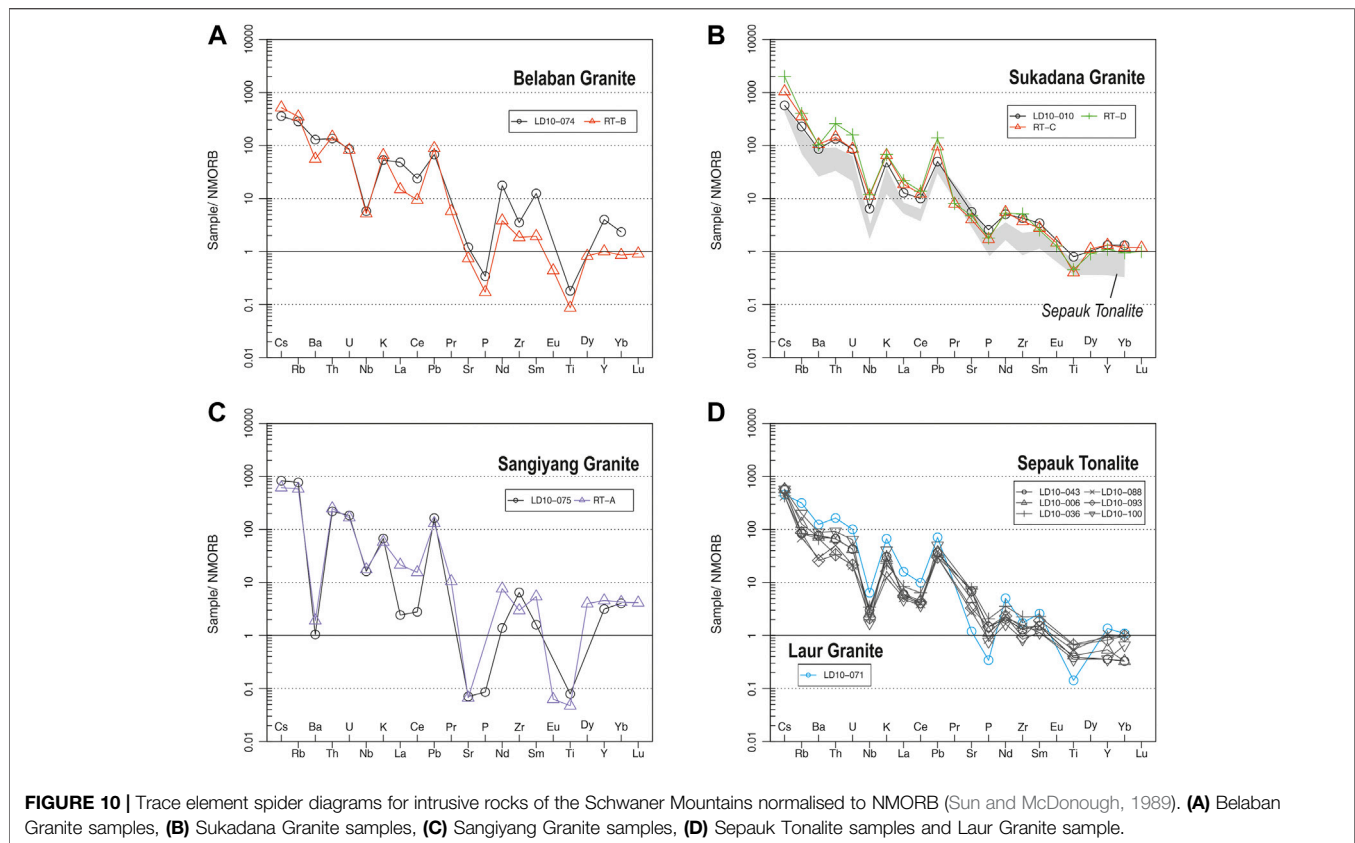 A
Belaban Granite
LD10-074 RT-B
Sample/ NMORB
0.01 0.1 1 10 100 1000 10000
Cs Ba U K Ce Pr P Zr Eu Dy Yb
Rb Th Nb La Pb Sr Nd Sm Ti Y Lu
B
Sukadana Granite
LD10-010 RT-D
RT-C
Sepauk Tonalite
Sample/ NMORB
0.01 0.1 1 10 100 1000 10000
Cs Ba U K Ce Pr P Zr Eu Dy Yb
Rb Th Nb La Pb Sr Nd Sm Ti Y Lu
C
Sangiyang Granite
LD10-075 RT-A
Sample/ NMORB
0.01 0.1 1 10 100 1000 10000
Cs Ba U K Ce Pr P Zr Eu Dy Yb
Rb Th Nb La Pb Sr Nd Sm Ti Y Lu
D
Sepauk Tonalite
LD10-043 LD10-088
LD10-006 LD10-093
LD10-036 LD10-100
Laur Granite
LD10-071
Sample/ NMORB
0.01 0.1 1 10 100 1000 10000
Cs Ba U K Ce Pr P Zr Eu Dy Yb
Rb Th Nb La Pb Sr Nd Sm Ti Y Lu
FIGURE 10 | Trace element spider diagrams for intrusive rocks of the Schwaner Mountains normalised to NMORB (Sun and McDonough, 1989). (A) Belaban
Granite samples, (B) Sukadana Granite samples, (C) Sangiyang Granite samples, (D) Sepauk Tonalite samples and Laur Granite sample.